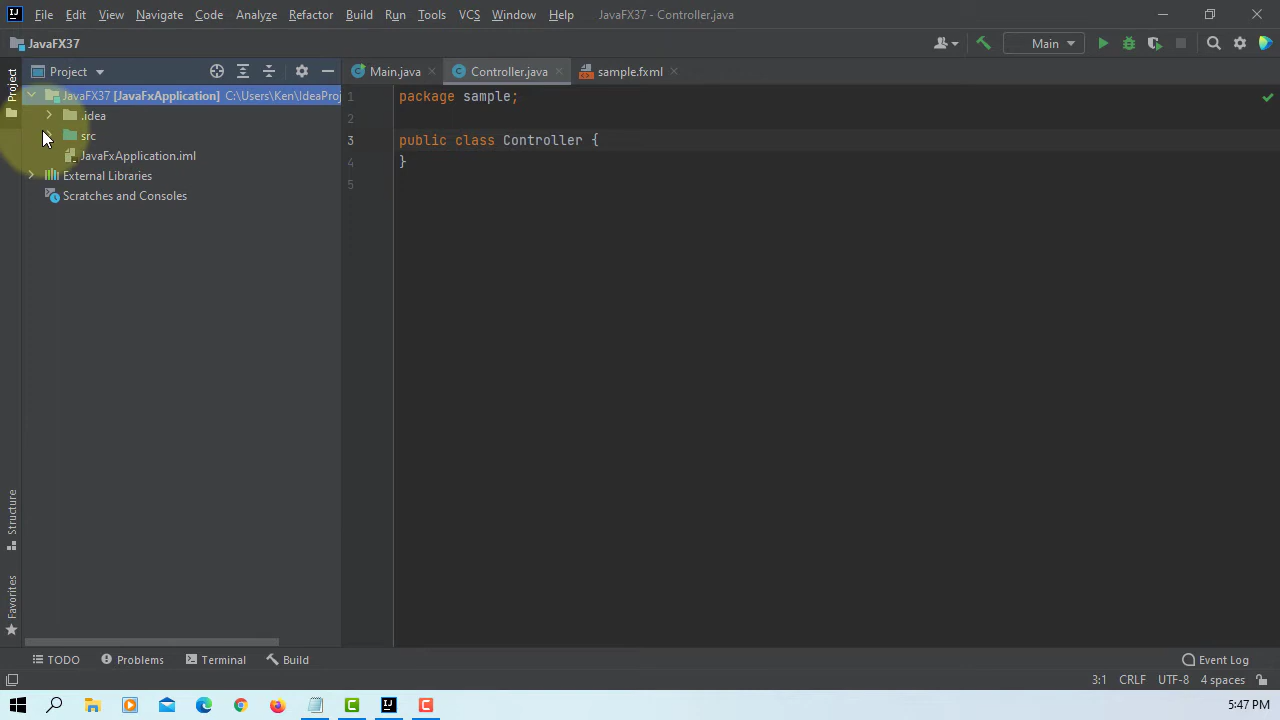 File Edit View Navigate Code Analyze Refactor Build Run Tools VCS Window Help JavaFX37 - Controller.java
JavaFX37 Main
Project Main.java Controller.java sample.fxml
JavaFX37 [JavaFxApplication] C:\Users\Ken\IdeaProj
.idea
src
JavaFxApplication.iml
External Libraries
Scratches and Consoles
1 package sample;
2
3 public class Controller {
4 }
5
Project
Structure
Favorites
TODO Problems Terminal Build Event Log
3:1 CRLF UTF-8 4 spaces
5:47 PM